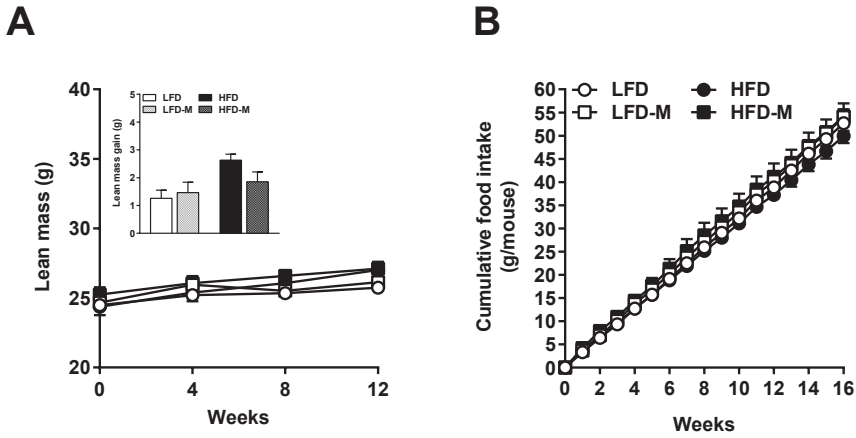 A
B
Lean mass (g)
40
35
30
25
20
0
4
8
12
Weeks
Lean mass gain (g)
5
4
3
2
1
0
LFD
HFD
LFD-M
HFD-M
Cumulative food intake
(g/mouse)
60
55
50
45
40
35
30
25
20
15
10
5
0
LFD
HFD
LFD-M
HFD-M
0
2
4
6
8
10
12
14
16
Weeks